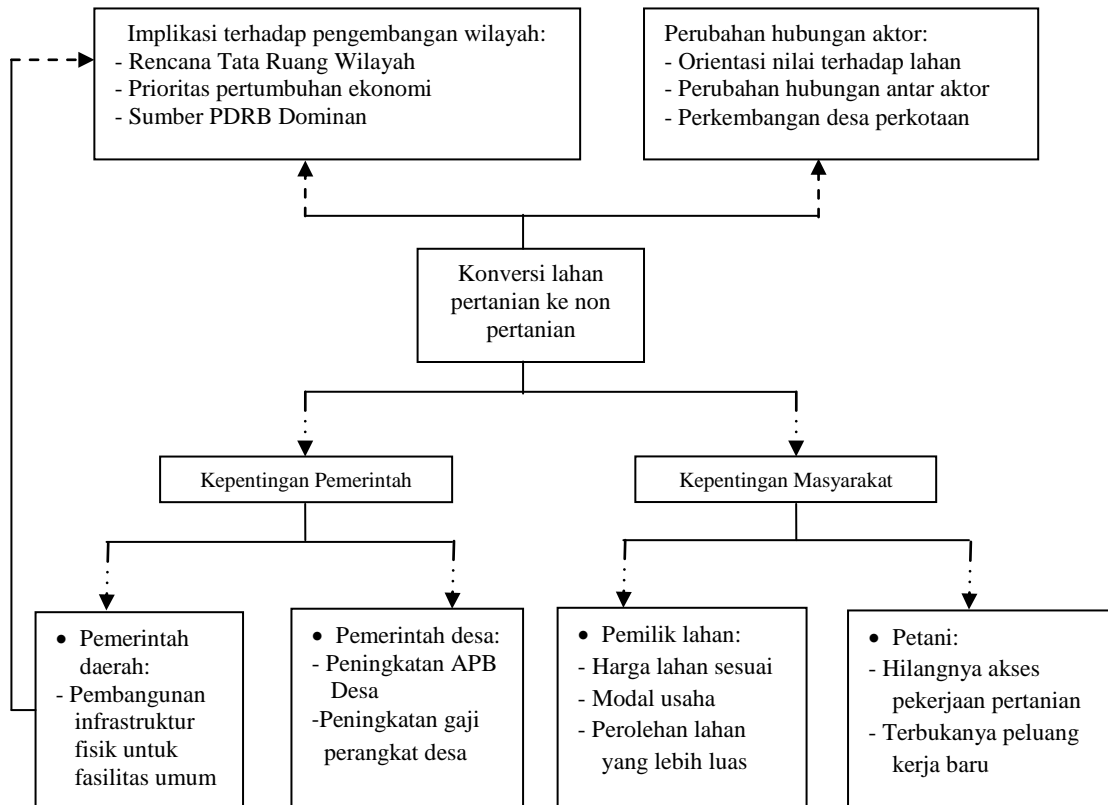 Implikasi terhadap pengembangan wilayah:
- Rencana Tata Ruang Wilayah
- Prioritas pertumbuhan ekonomi
- Sumber PDRB Dominan
Perubahan hubungan aktor:
- Orientasi nilai terhadap lahan
- Perubahan hubungan antar aktor
- Perkembangan desa perkotaan
Konversi lahan
pertanian ke non
pertanian
Kepentingan Pemerintah
Kepentingan Masyarakat
• Pemerintah
daerah:
- Pembangunan
infrastruktur
fisik untuk
fasilitas umum
• Pemerintah desa:
- Peningkatan APB
Desa
-Peningkatan gaji
perangkat desa
• Pemilik lahan:
- Harga lahan sesuai
- Modal usaha
- Perolehan lahan
yang lebih luas
• Petani:
- Hilangnya akses
pekerjaan pertanian
- Terbukanya peluang
kerja baru